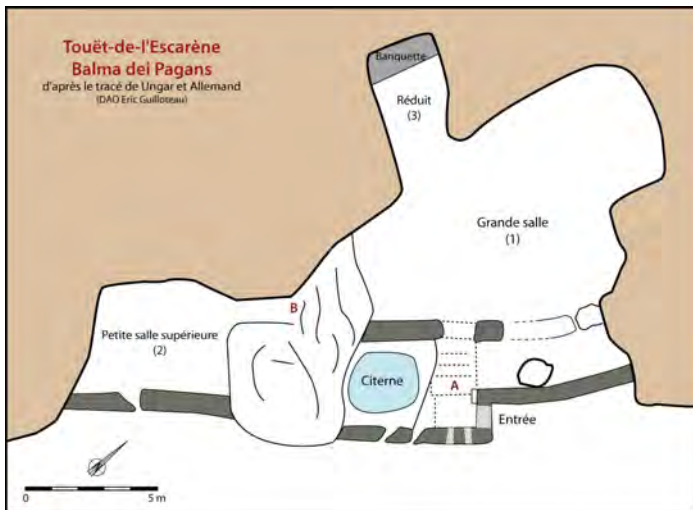 Touët-de-l'Escarène
Balma dei Pagans
d'après le tracé de Ungar et Allemand
(DAO Eric Guilloteau)
Banquette
Réduit
(3)
Grande salle
(1)
B
Petite salle supérieure
(2)
Citerne
A
Entrée
0
5 m